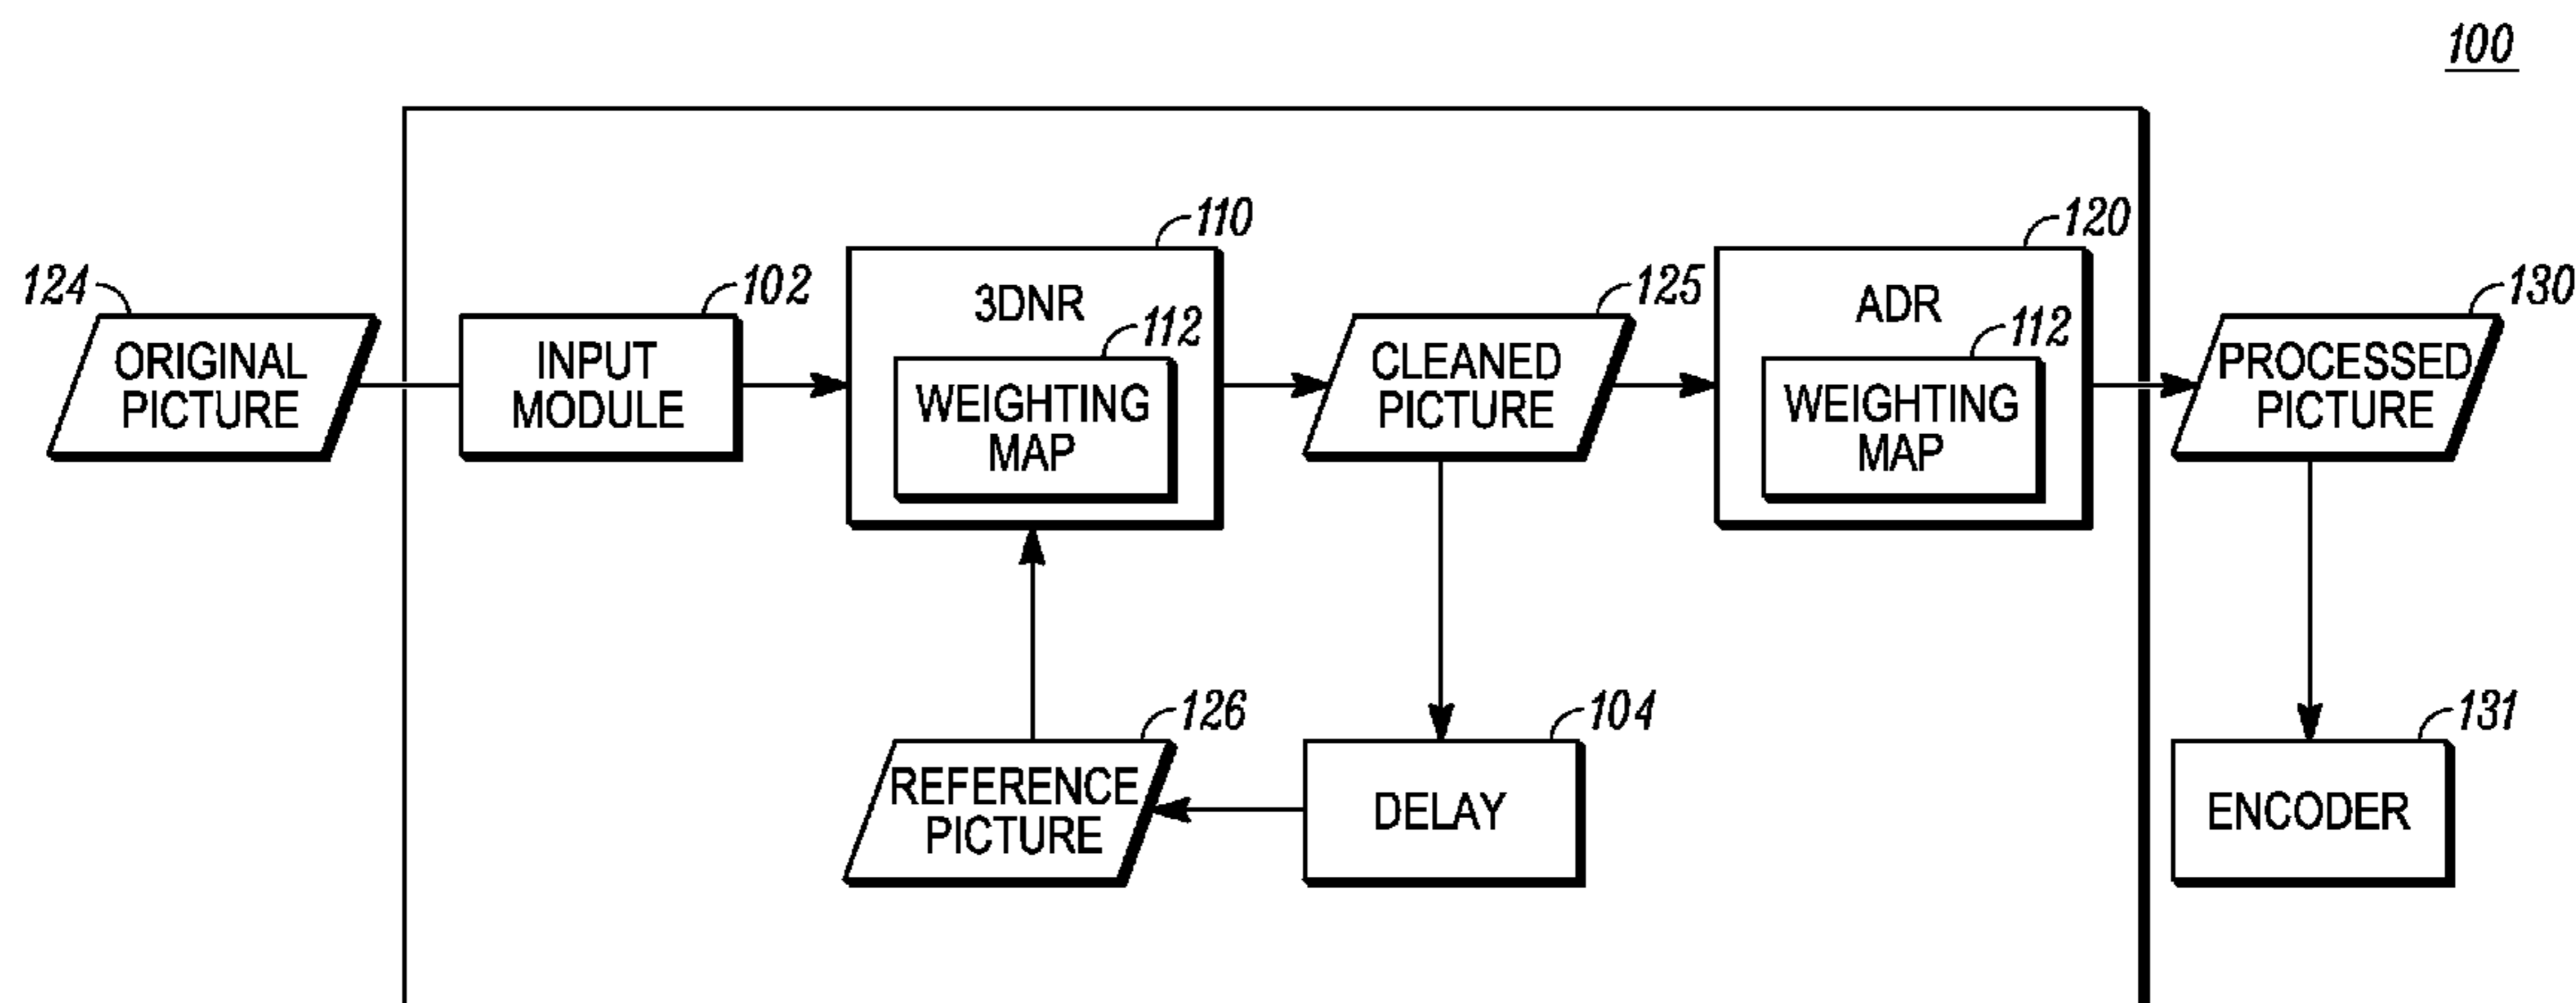 100
124
ORIGINAL
PICTURE
102
INPUT
MODULE
110
3DNR
112
WEIGHTING
MAP
125
CLEANED
PICTURE
120
ADR
112
WEIGHTING
MAP
130
PROCESSED
PICTURE
126
REFERENCE
PICTURE
104
DELAY
131
ENCODER